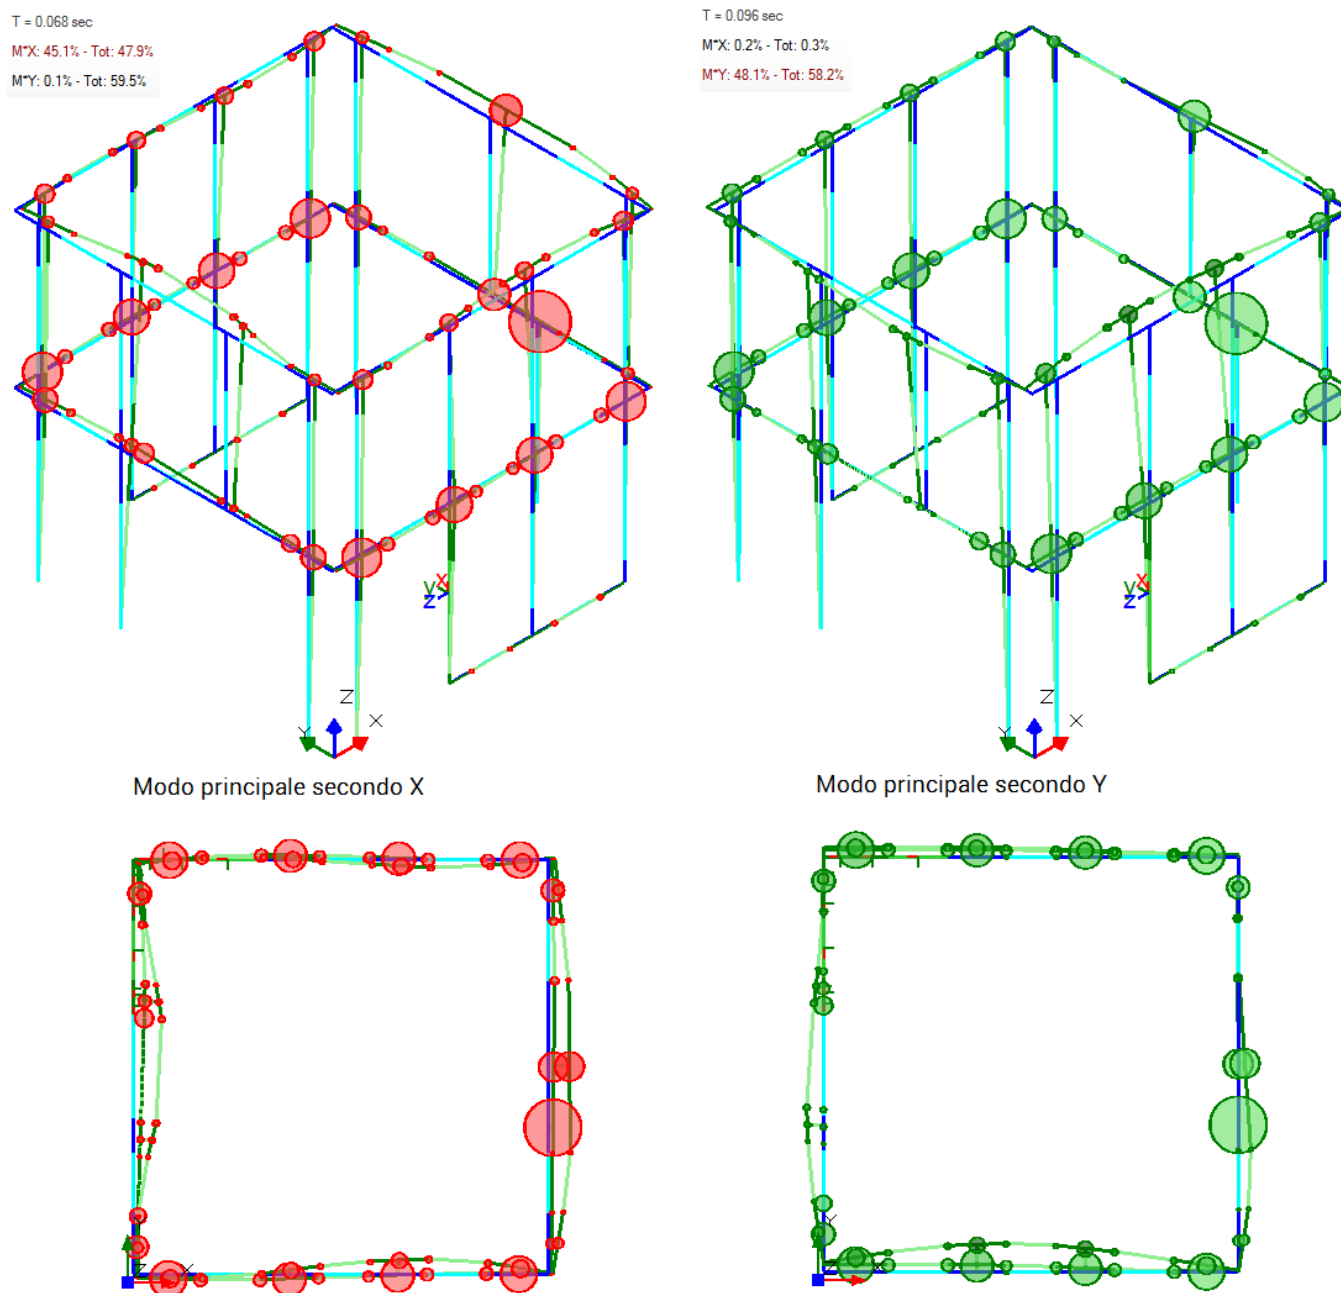 T = 0.068 sec
M*X: 45.1% - Tot: 47.9%
M*Y: 0.1% - Tot: 59.5%
T = 0.096 sec
M*X: 0.2% - Tot: 0.3%
M*Y: 48.1% - Tot: 58.2%
X
Y
Z
X
Y
Z
Z
X
Y
Z
X
Y
Modo principale secondo X
Modo principale secondo Y